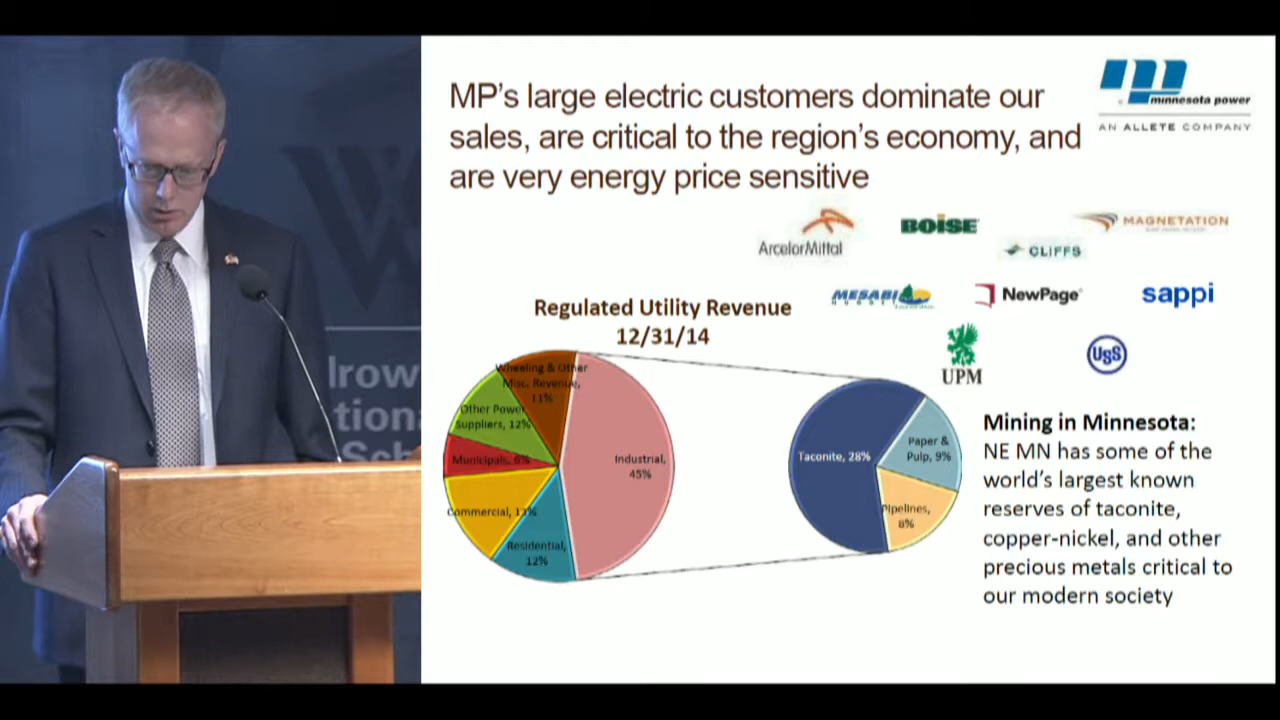 MP's large electric customers dominate our
sales, are critical to the region's economy, and
are very energy price sensitive
minnesota power
AN ALLETE COMPANY
ArcelorMittal
BOISE
CLIFFS
MAGNETATION
MESABI
NewPage
sappi
UPM
USS
Regulated Utility Revenue
12/31/14
Wheeling & Other
Misc. Revenue,
11%
Other Power
Suppliers, 12%
Municipals, 6%
Commercial, 13%
Residential,
12%
Industrial,
45%
Taconite, 28%
Paper &
Pulp, 9%
Pipelines,
8%
Mining in Minnesota:
NE MN has some of the
world's largest known
reserves of taconite,
copper-nickel, and other
precious metals critical to
our modern society
W
lrow
tiona
Sch